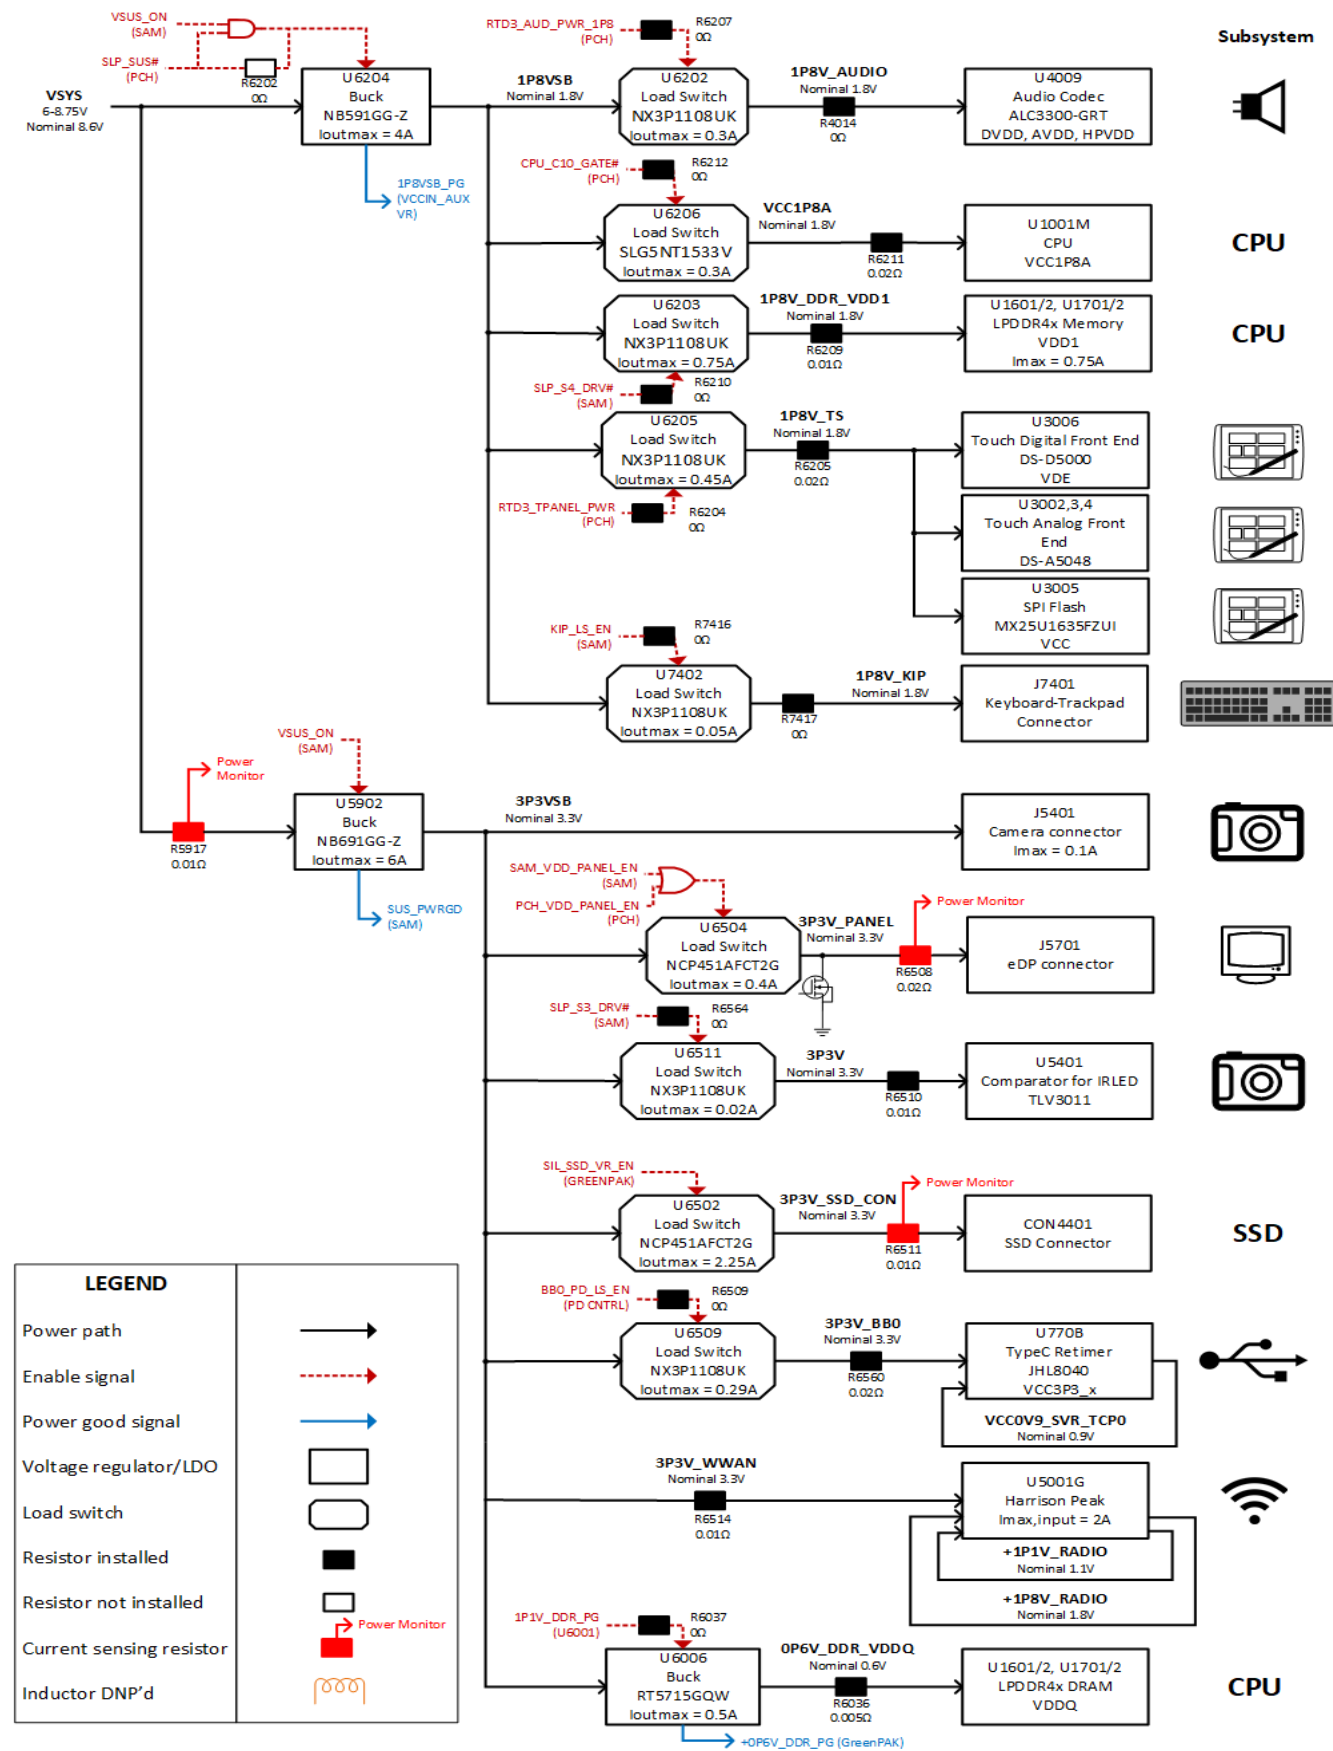 Subsystem
VSUS_ON
(SAM)
SLP_SUS#
(PCH)
R6202
0Ω
VSYS
6-8.75V
Nominal 8.6V
U6204
Buck
NB591GG-Z
Ioutmax = 4A
1P8VSB_PG
(VCCIN_AUX
VR)
1P8VSB
Nominal 1.8V
RTD3_AUD_PWR_1P8
(PCH)
R6207
0Ω
U6202
Load Switch
NX3P1108UK
Ioutmax = 0.3A
1P8V_AUDIO
Nominal 1.8V
R4014
0Ω
U4009
Audio Codec
ALC3300-GRT
DVDD, AVDD, HPVDD
CPU_C10_GATE#
(PCH)
R6212
0Ω
U6206
Load Switch
SLG5NT1533V
Ioutmax = 0.3A
VCC1P8A
Nominal 1.8V
R6211
0.02Ω
U1001M
CPU
VCC1P8A
CPU
U6203
Load Switch
NX3P1108UK
Ioutmax = 0.75A
1P8V_DDR_VDD1
Nominal 1.8V
R6209
0.01Ω
U1601/2, U1701/2
LPDDR4x Memory
VDD1
Imax = 0.75A
CPU
SLP_S4_DRV#
(SAM)
R6210
0Ω
U6205
Load Switch
NX3P1108UK
Ioutmax = 0.45A
1P8V_TS
Nominal 1.8V
R6205
0.02Ω
U3006
Touch Digital Front End
DS-D5000
VDE
RTD3_TPANEL_PWR
(PCH)
R6204
0Ω
U3002,3,4
Touch Analog Front
End
DS-A5048
U3005
SPI Flash
MX25U1635FZUI
VCC
KIP_LS_EN
(SAM)
R7416
0Ω
U7402
Load Switch
NX3P1108UK
Ioutmax = 0.05A
1P8V_KIP
Nominal 1.8V
R7417
0Ω
J7401
Keyboard-Trackpad
Connector
VSUS_ON
(SAM)
Power
Monitor
R5917
0.01Ω
U5902
Buck
NB691GG-Z
Ioutmax = 6A
SUS_PWRGD
(SAM)
3P3VSB
Nominal 3.3V
J5401
Camera connector
Imax = 0.1A
SAM_VDD_PANEL_EN
(SAM)
PCH_VDD_PANEL_EN
(PCH)
U6504
Load Switch
NCP451AFCT2G
Ioutmax = 0.4A
3P3V_PANEL
Nominal 3.3V
Power Monitor
R6508
0.02Ω
J5701
eDP connector
SLP_S3_DRV#
(SAM)
R6564
0Ω
U6511
Load Switch
NX3P1108UK
Ioutmax = 0.02A
3P3V
Nominal 3.3V
R6510
0.01Ω
U5401
Comparator for IRLED
TLV3011
SIL_SSD_VR_EN
(GREENPAK)
U6502
Load Switch
NCP451AFCT2G
Ioutmax = 2.25A
3P3V_SSD_CON
Nominal 3.3V
Power Monitor
R6511
0.01Ω
CON4401
SSD Connector
SSD
BB0_PD_LS_EN
(PD CNTRL)
R6509
0Ω
U6509
Load Switch
NX3P1108UK
Ioutmax = 0.29A
3P3V_BB0
Nominal 3.3V
R6560
0.02Ω
U770B
TypeC Retimer
JHL8040
VCC3P3_x
VCC0V9_SVR_TCP0
Nominal 0.9V
3P3V_WWAN
Nominal 3.3V
R6514
0.01Ω
U5001G
Harrison Peak
Imax,input = 2A
+1P1V_RADIO
Nominal 1.1V
+1P8V_RADIO
Nominal 1.8V
1P1V_DDR_PG
(U6001)
R6037
0Ω
U6006
Buck
RT5715GQW
Ioutmax = 0.5A
0P6V_DDR_VDDQ
Nominal 0.6V
R6036
0.005Ω
U1601/2, U1701/2
LPDDR4x DRAM
VDDQ
CPU
+0P6V_DDR_PG (GreenPAK)
LEGEND
Power path
Enable signal
Power good signal
Voltage regulator/LDO
Load switch
Resistor installed
Resistor not installed
Current sensing resistor
Power Monitor
Inductor DNP'd